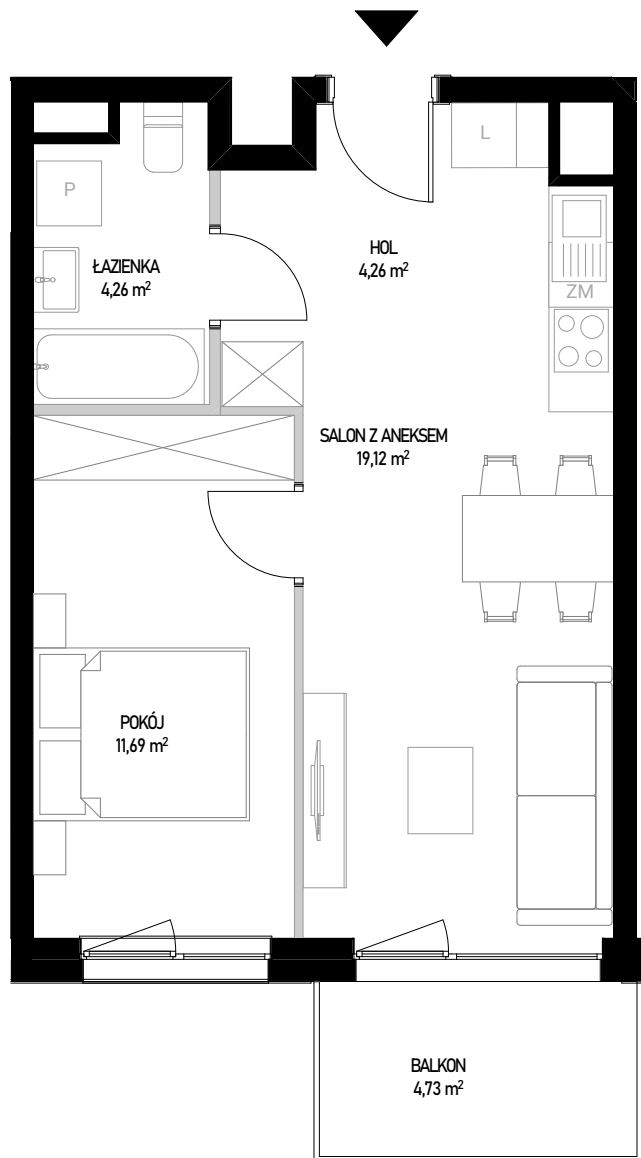 L
P
HOL
4,26 m²
ŁAZIENKA
4,26 m²
ZM
SALON Z ANEKSEM
19,12 m²
POKÓJ
11,69 m²
BALKON
4,73 m²